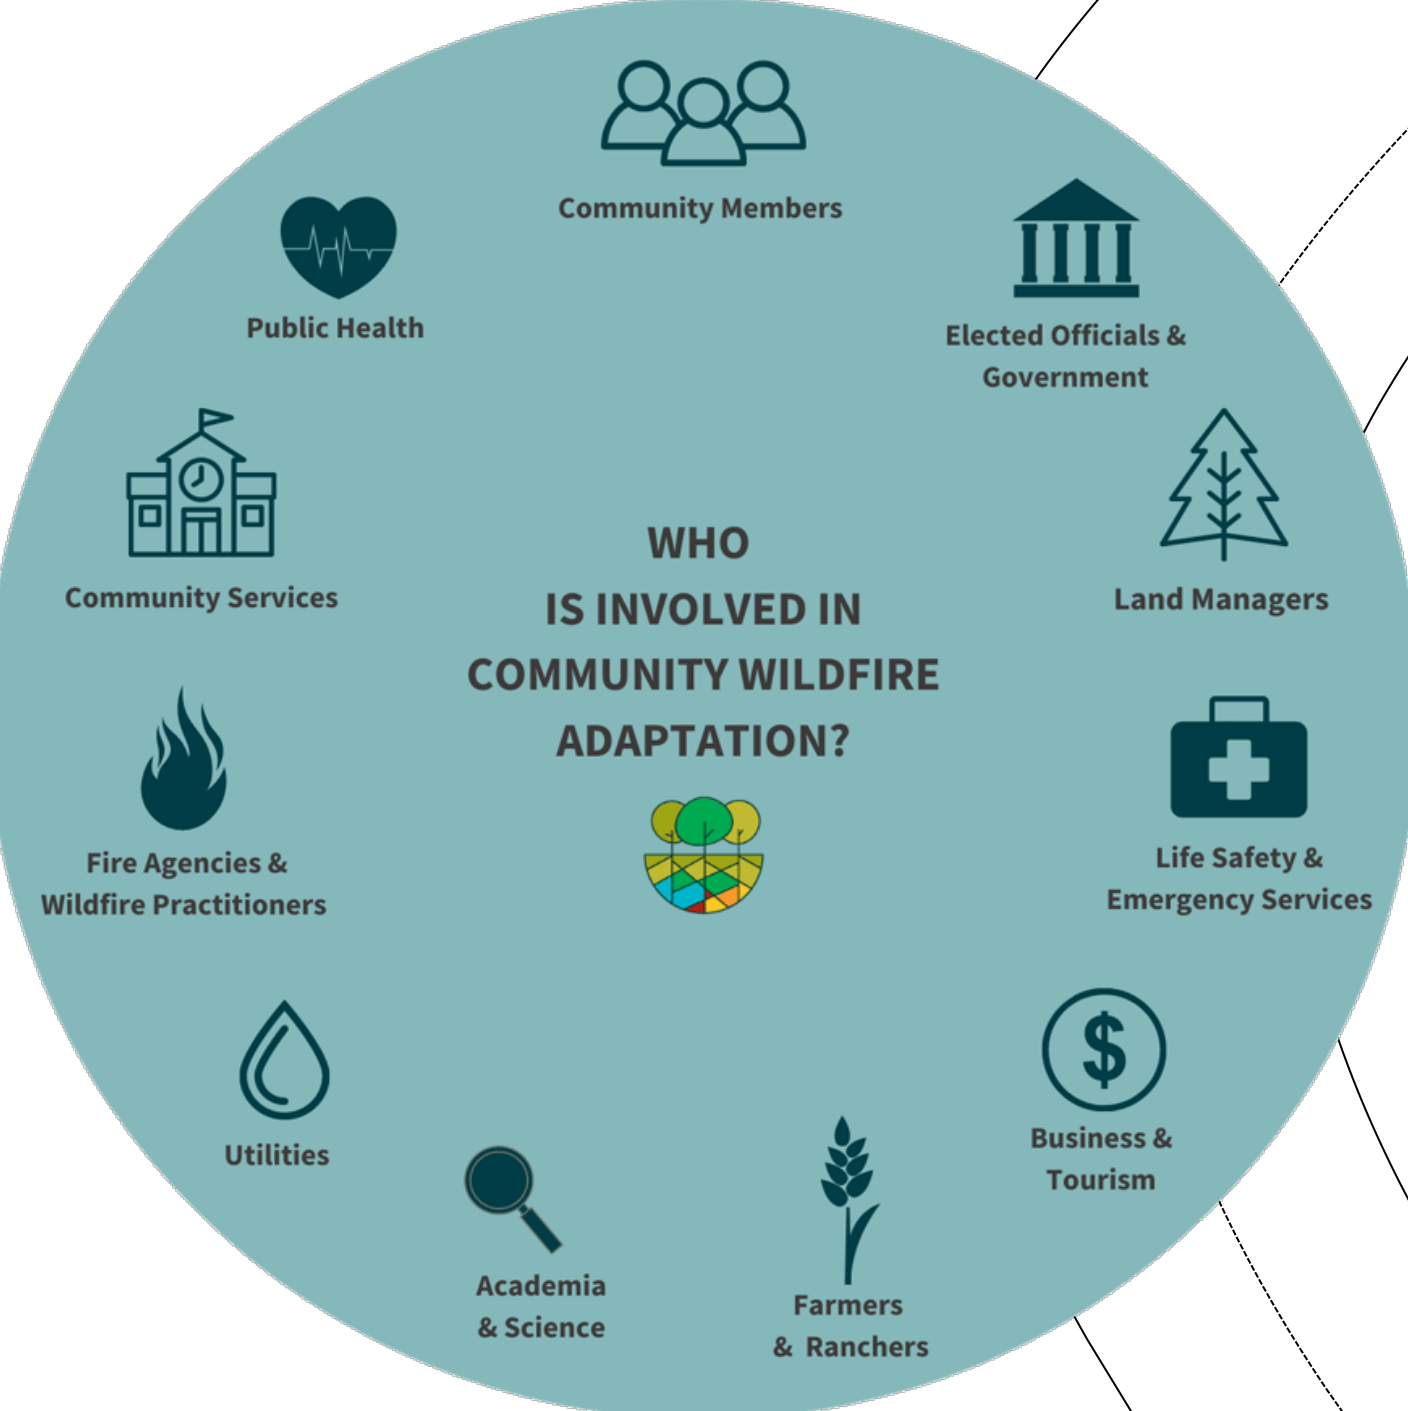 Community Members
Public Health
Elected Officials &
Government
Community Services
Land Managers
WHO
IS INVOLVED IN
COMMUNITY WILDFIRE
ADAPTATION?
Fire Agencies &
Wildfire Practitioners
Life Safety &
Emergency Services
Utilities
$
Business &
Tourism
Academia
& Science
Farmers
& Ranchers